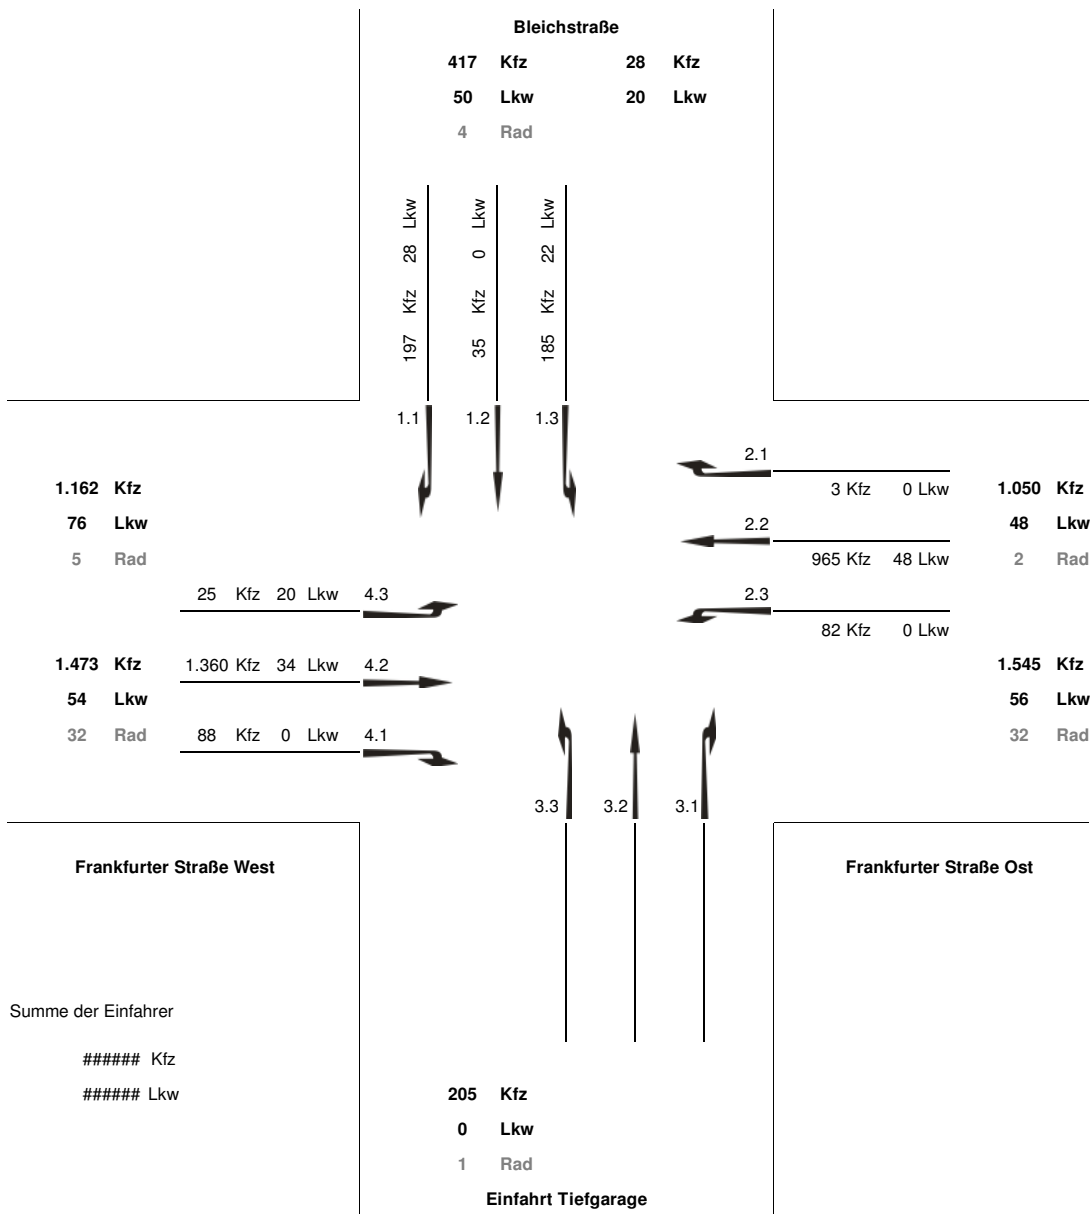 Bleichstraße
417 Kfz 28 Kfz
50 Lkw 20 Lkw
4 Rad
197 Kfz 28 Lkw
35 Kfz 0 Lkw
185 Kfz 22 Lkw
1.1 1.2 1.3
2.1
1.162 Kfz
3 Kfz 0 Lkw
1.050 Kfz
76 Lkw
2.2
48 Lkw
5 Rad
965 Kfz 48 Lkw
2 Rad
25 Kfz 20 Lkw 4.3
2.3
82 Kfz 0 Lkw
1.473 Kfz
1.360 Kfz 34 Lkw 4.2
1.545 Kfz
54 Lkw
56 Lkw
32 Rad
88 Kfz 0 Lkw 4.1
32 Rad
3.3 3.2 3.1
Frankfurter Straße West
Frankfurter Straße Ost
Summe der Einfahrer
###### Kfz
###### Lkw
205 Kfz
0 Lkw
1 Rad
Einfahrt Tiefgarage